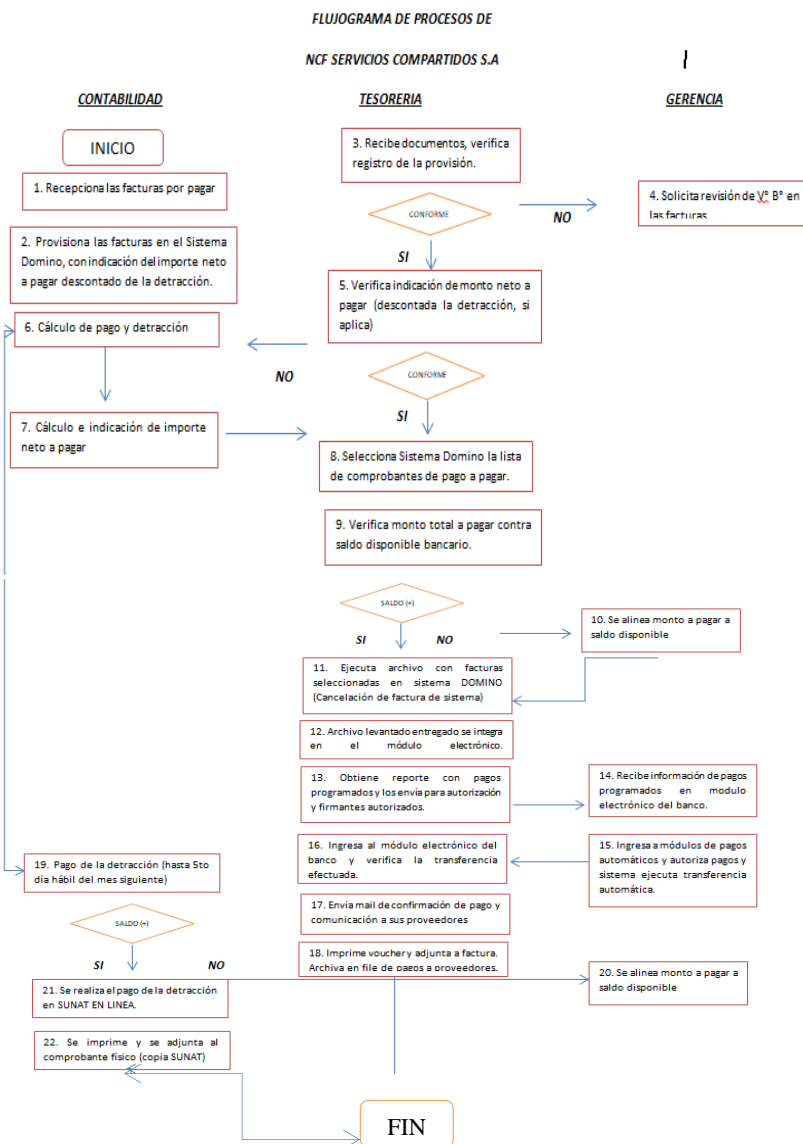 FLUJOGRAMA DE PROCESOS DE
NCF SERVICIOS COMPARTIDOS S.A
CONTABILIDAD
TESORERIA
GERENCIA
INICIO
1. Recepciona las facturas por pagar
2. Provisiona las facturas en el Sistema
Domino, con indicación del importe neto
a pagar descontado de la detracción.
3. Recibe documentos, verifica
registro de la provisión.
CONFORME
NO
4. Solicita revisión de V° B° en
las facturas
SI
5. Verifica indicación de monto neto a
pagar (descontada la detracción, si
aplica)
6. Cálculo de pago y detracción
NO
CONFORME
SI
7. Cálculo e indicación de importe
neto a pagar
8. Selecciona Sistema Domino la lista
de comprobantes de pago a pagar.
9. Verifica monto total a pagar contra
saldo disponible bancario.
SALDO (+)
SI
NO
10. Se alinea monto a pagar a
saldo disponible
11. Ejecuta archivo con facturas
seleccionadas en sistema DOMINO
(Cancelación de factura de sistema)
12. Archivo levantado entregado se integra
en el módulo electrónico.
13. Obtiene reporte con pagos
programados y los envía para autorización
y firmantes autorizados.
14. Recibe información de pagos
programados en modulo
electrónico del banco.
16. Ingresa al módulo electrónico del
banco y verifica la transferencia
efectuada.
15. Ingresa a módulos de pagos
automáticos y autoriza pagos y
sistema ejecuta transferencia
automática.
19. Pago de la detracción (hasta 5to
día hábil del mes siguiente)
17. Envía mail de confirmación de pago y
comunicación a sus proveedores
SALDO (+)
18. Imprime voucher y adjunta a factura.
Archiva en file de pagos a proveedores.
SI
NO
20. Se alinea monto a pagar a
saldo disponible
21. Se realiza el pago de la detracción
en SUNAT EN LINEA.
22. Se imprime y se adjunta al
comprobante físico (copia SUNAT)
FIN